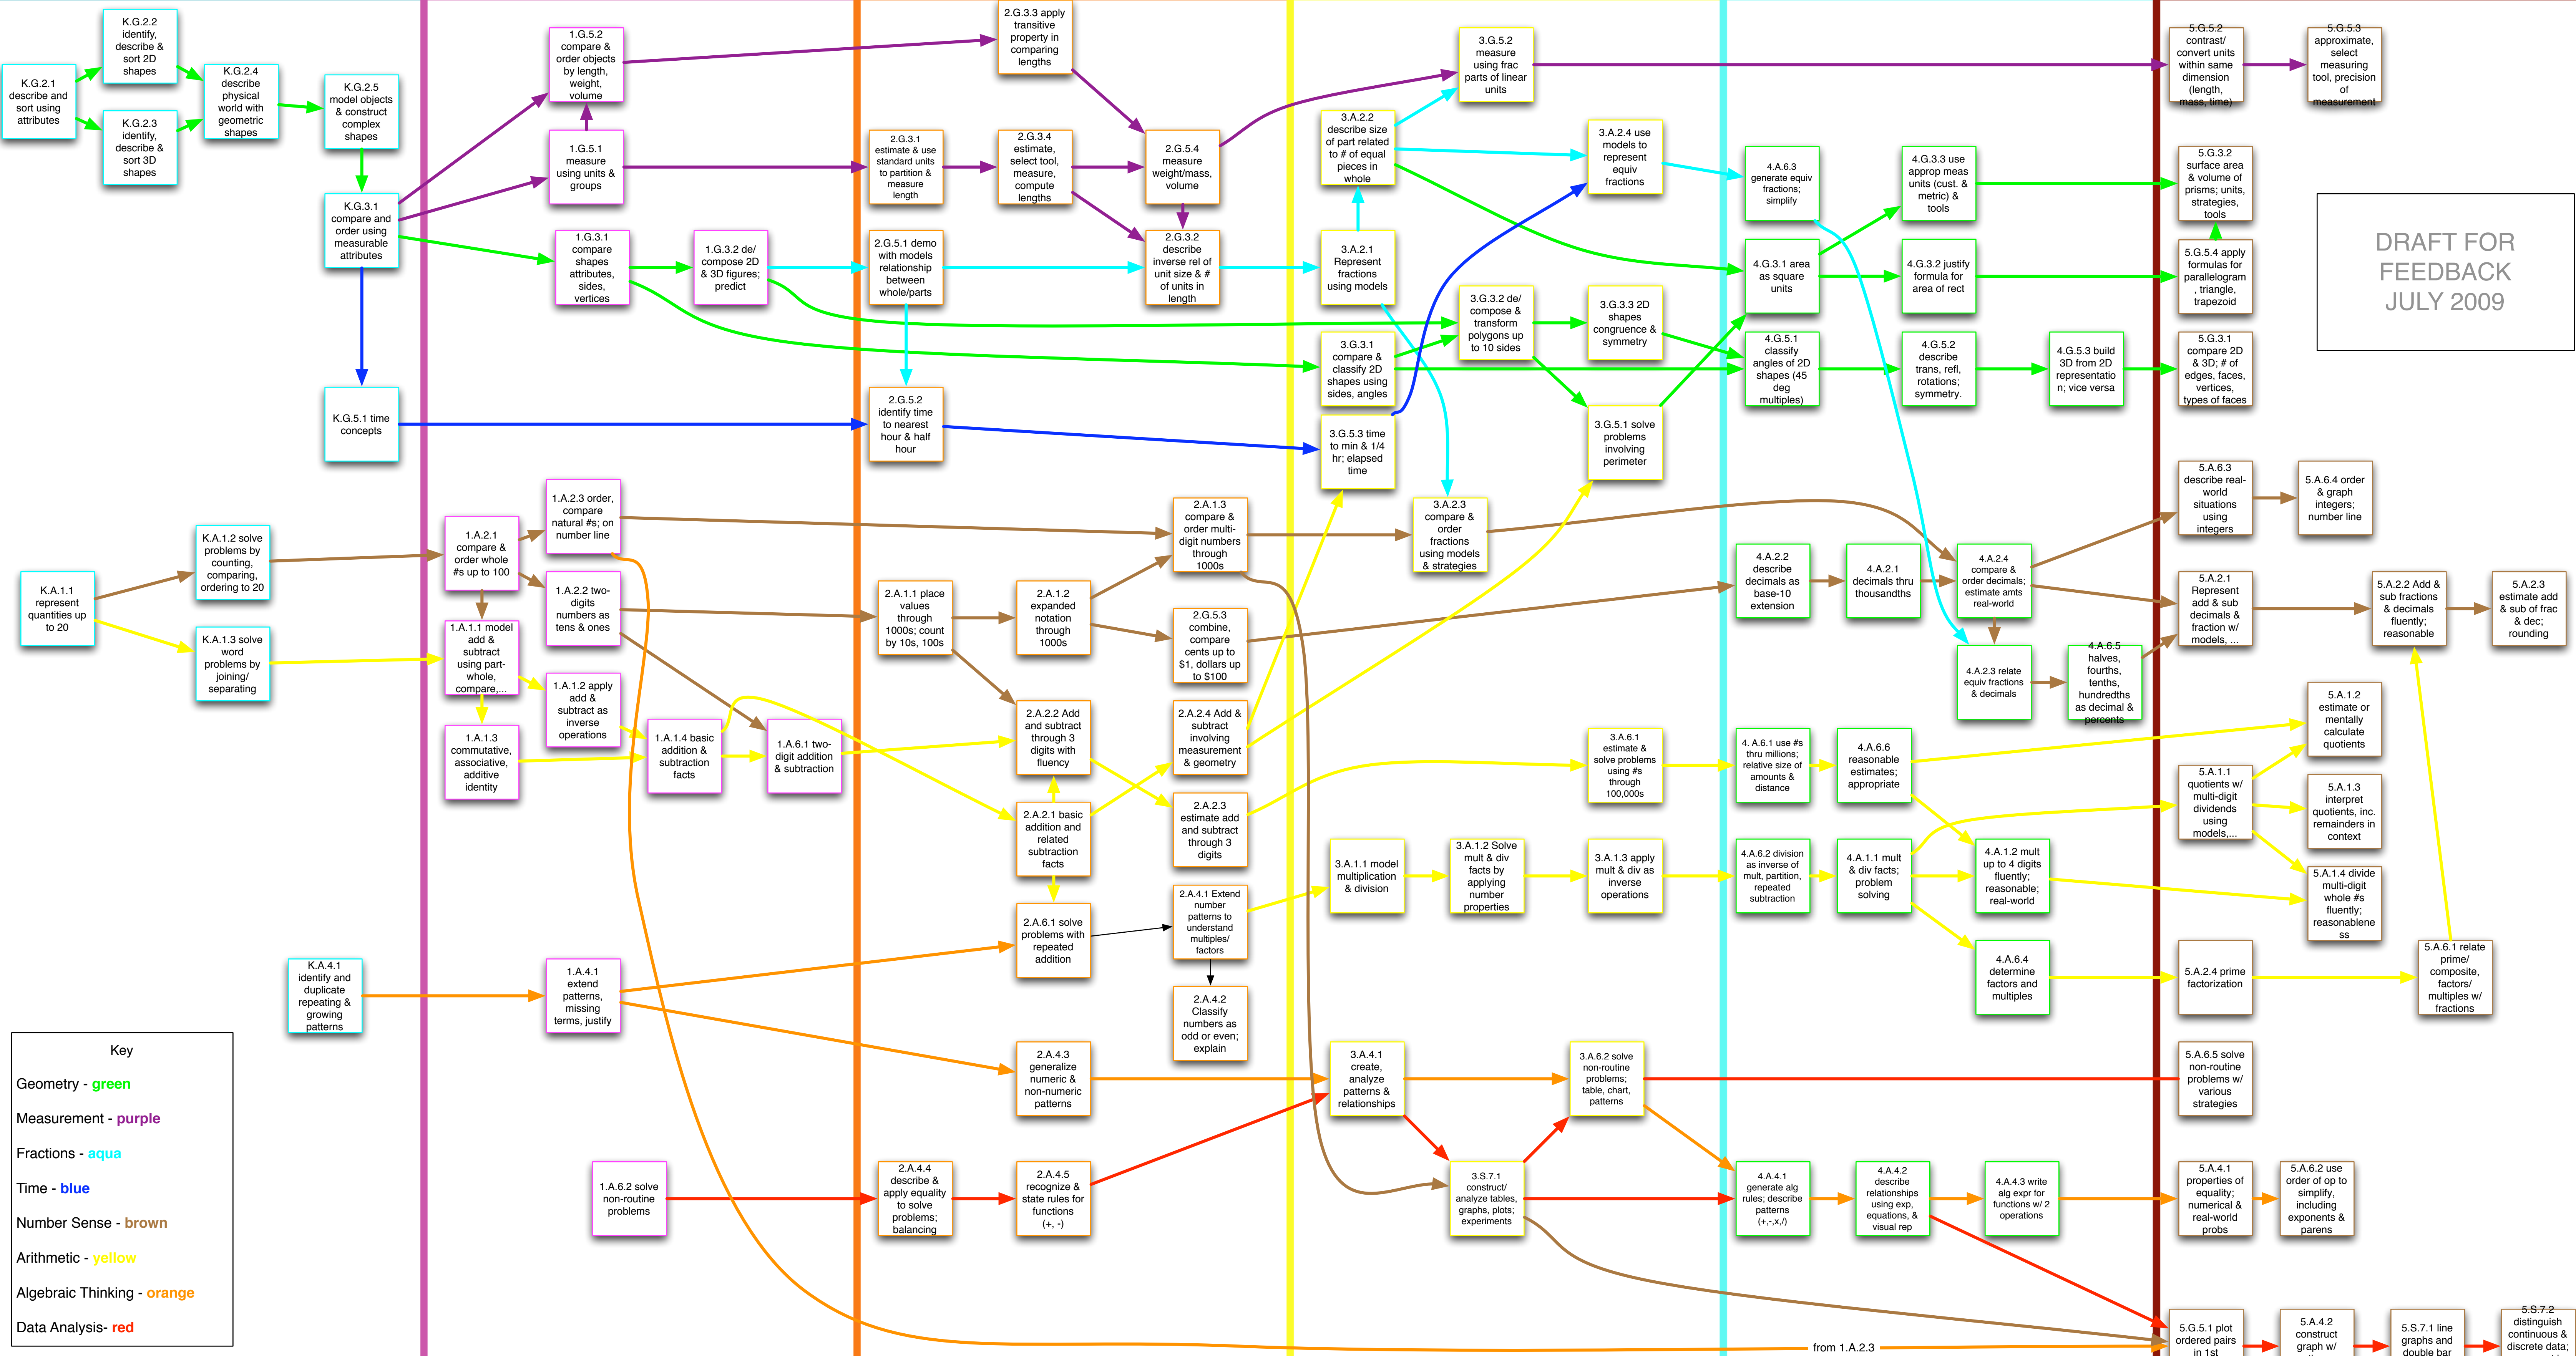 K.G.2.1
describe and
sort using
attributes
K.G.2.2
identify,
describe &
sort 2D
shapes
K.G.2.3
identify,
describe &
sort 3D
shapes
K.G.2.4
describe
physical
world with
geometric
shapes
K.G.2.5
model objects
& construct
complex
shapes
K.G.3.1
compare and
order using
measurable
attributes
K.G.5.1 time
concepts
K.A.1.1
represent
quantities up
to 20
K.A.1.2 solve
problems by
counting,
comparing,
ordering to 20
K.A.1.3 solve
word
problems by
joining/
separating
K.A.4.1
identify and
duplicate
repeating &
growing
patterns
Key
Geometry - green
Measurement - purple
Fractions - aqua
Time - blue
Number Sense - brown
Arithmetic - yellow
Algebraic Thinking - orange
Data Analysis- red
1.G.5.2
compare &
order objects
by length,
weight,
volume
1.G.5.1
measure
using units &
groups
1.G.3.1
compare
shapes
attributes,
sides,
vertices
1.G.3.2 de/
compose 2D
& 3D figures;
predict
1.A.2.3 order,
compare
natural #s; on
number line
1.A.2.1
compare &
order whole
#s up to 100
1.A.2.2 two-
digits
numbers as
tens & ones
1.A.1.1 model
add &
subtract
using part-
whole,
compare,...
1.A.1.2 apply
add &
subtract as
inverse
operations
1.A.1.3
commutative,
associative,
additive
identity
1.A.1.4 basic
addition &
subtraction
facts
1.A.6.1 two-
digit addition
& subtraction
1.A.4.1
extend
patterns,
missing
terms, justify
1.A.6.2 solve
non-routine
problems
2.G.3.3 apply
transitive
property in
comparing
lengths
2.G.3.1
estimate & use
standard units
to partition &
measure
length
2.G.3.4
estimate,
select tool,
measure,
compute
lengths
2.G.5.4
measure
weight/mass,
volume
2.G.5.1 demo
with models
relationship
between
whole/parts
2.G.3.2
describe
inverse rel of
unit size & #
of units in
length
2.G.5.2
identify time
to nearest
hour & half
hour
2.A.1.3
compare &
order multi-
digit numbers
through
1000s
2.A.1.1 place
values
through
1000s; count
by 10s, 100s
2.A.1.2
expanded
notation
through
1000s
2.G.5.3
combine,
compare
cents up to
$1, dollars up
to $100
2.A.2.2 Add
and subtract
through 3
digits with
fluency
2.A.2.4 Add &
subtract
involving
measurement
& geometry
2.A.2.1 basic
addition and
related
subtraction
facts
2.A.2.3
estimate add
and subtract
through 3
digits
2.A.6.1 solve
problems with
repeated
addition
2.A.4.1 Extend
number
patterns to
understand
multiples/
factors
2.A.4.2
Classify
numbers as
odd or even;
explain
2.A.4.3
generalize
numeric &
non-numeric
patterns
2.A.4.4
describe &
apply equality
to solve
problems;
balancing
2.A.4.5
recognize &
state rules for
functions
(+, -)
3.G.5.2
measure
using frac
parts of linear
units
3.A.2.2
describe size
of part related
to # of equal
pieces in
whole
3.A.2.4 use
models to
represent
equiv
fractions
3.A.2.1
Represent
fractions
using models
3.G.3.2 de/
compose &
transform
polygons up
to 10 sides
3.G.3.3 2D
shapes
congruence &
symmetry
3.G.3.1
compare &
classify 2D
shapes using
sides, angles
3.G.5.3 time
to min & 1/4
hr; elapsed
time
3.G.5.1 solve
problems
involving
perimeter
3.A.2.3
compare &
order
fractions
using models
& strategies
3.A.6.1
estimate &
solve problems
using #s
through
100,000s
3.A.1.1 model
multiplication
& division
3.A.1.2 Solve
mult & div
facts by
applying
number
properties
3.A.1.3 apply
mult & div as
inverse
operations
3.A.4.1
create,
analyze
patterns &
relationships
3.A.6.2 solve
non-routine
problems;
table, chart,
patterns
3.S.7.1
construct/
analyze tables,
graphs, plots;
experiments
4.A.6.3
generate equiv
fractions;
simplify
4.G.3.3 use
approp meas
units (cust. &
metric) &
tools
4.G.3.1 area
as square
units
4.G.3.2 justify
formula for
area of rect
4.G.5.1
classify
angles of 2D
shapes (45
deg
multiples)
4.G.5.2
describe
trans, refl,
rotations;
symmetry.
4.G.5.3 build
3D from 2D
representatio
n; vice versa
4.A.2.2
describe
decimals as
base-10
extension
4.A.2.1
decimals thru
thousandths
4.A.2.4
compare &
order decimals;
estimate amts
real-world
4.A.2.3 relate
equiv fractions
& decimals
4.A.6.5
halves,
fourths,
tenths,
hundredths
as decimal &
percents
4. A.6.1 use #s
thru millions;
relative size of
amounts &
distance
4.A.6.6
reasonable
estimates;
appropriate
4.A.6.2 division
as inverse of
mult, partition,
repeated
subtraction
4.A.1.1 mult
& div facts;
problem
solving
4.A.1.2 mult
up to 4 digits
fluently;
reasonable;
real-world
4.A.6.4
determine
factors and
multiples
4.A.4.1
generate alg
rules; describe
patterns
(+,-,x,/)
4.A.4.2
describe
relationships
using exp,
equations, &
visual rep
4.A.4.3 write
alg expr for
functions w/ 2
operations
from 1.A.2.3
5.G.5.2
contrast/
convert units
within same
dimension
(length,
mass, time)
5.G.5.3
approximate,
select
measuring
tool, precision
of
measurement
5.G.3.2
surface area
& volume of
prisms; units,
strategies,
tools
5.G.5.4 apply
formulas for
parallelogram
, triangle,
trapezoid
5.G.3.1
compare 2D
& 3D; # of
edges, faces,
vertices,
types of faces
DRAFT FOR
FEEDBACK
JULY 2009
5.A.6.3
describe real-
world
situations
using
integers
5.A.6.4 order
& graph
integers;
number line
5.A.2.1
Represent
add & sub
decimals &
fraction w/
models, ...
5.A.2.2 Add &
sub fractions
& decimals
fluently;
reasonable
5.A.2.3
estimate add
& sub of frac
& dec;
rounding
5.A.1.2
estimate or
mentally
calculate
quotients
5.A.1.1
quotients w/
multi-digit
dividends
using
models,...
5.A.1.3
interpret
quotients, inc.
remainders in
context
5.A.1.4 divide
multi-digit
whole #s
fluently;
reasonablene
ss
5.A.2.4 prime
factorization
5.A.6.1 relate
prime/
composite,
factors/
multiples w/
fractions
5.A.6.5 solve
non-routine
problems w/
various
strategies
5.A.4.1
properties of
equality;
numerical &
real-world
probs
5.A.6.2 use
order of op to
simplify,
including
exponents &
parens
5.G.5.1 plot
ordered pairs
in 1st
5.A.4.2
construct
graph w/
5.S.7.1 line
graphs and
double bar
5.S.7.2
distinguish
continuous &
discrete data;